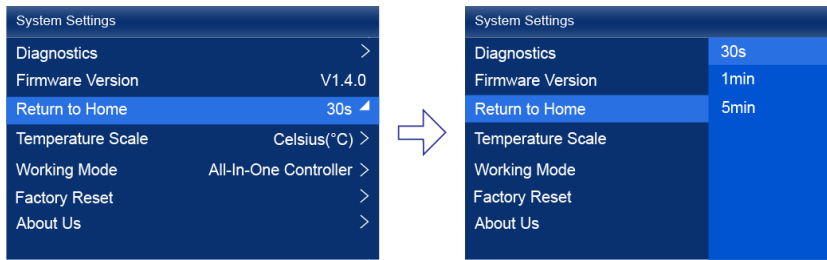 System Settings
Diagnostics >
Firmware Version V1.4.0
Return to Home 30s
Temperature Scale Celsius(°C) >
Working Mode All-In-One Controller >
Factory Reset >
About Us >
System Settings
Diagnostics 30s
Firmware Version 1min
Return to Home 5min
Temperature Scale
Working Mode
Factory Reset
About Us